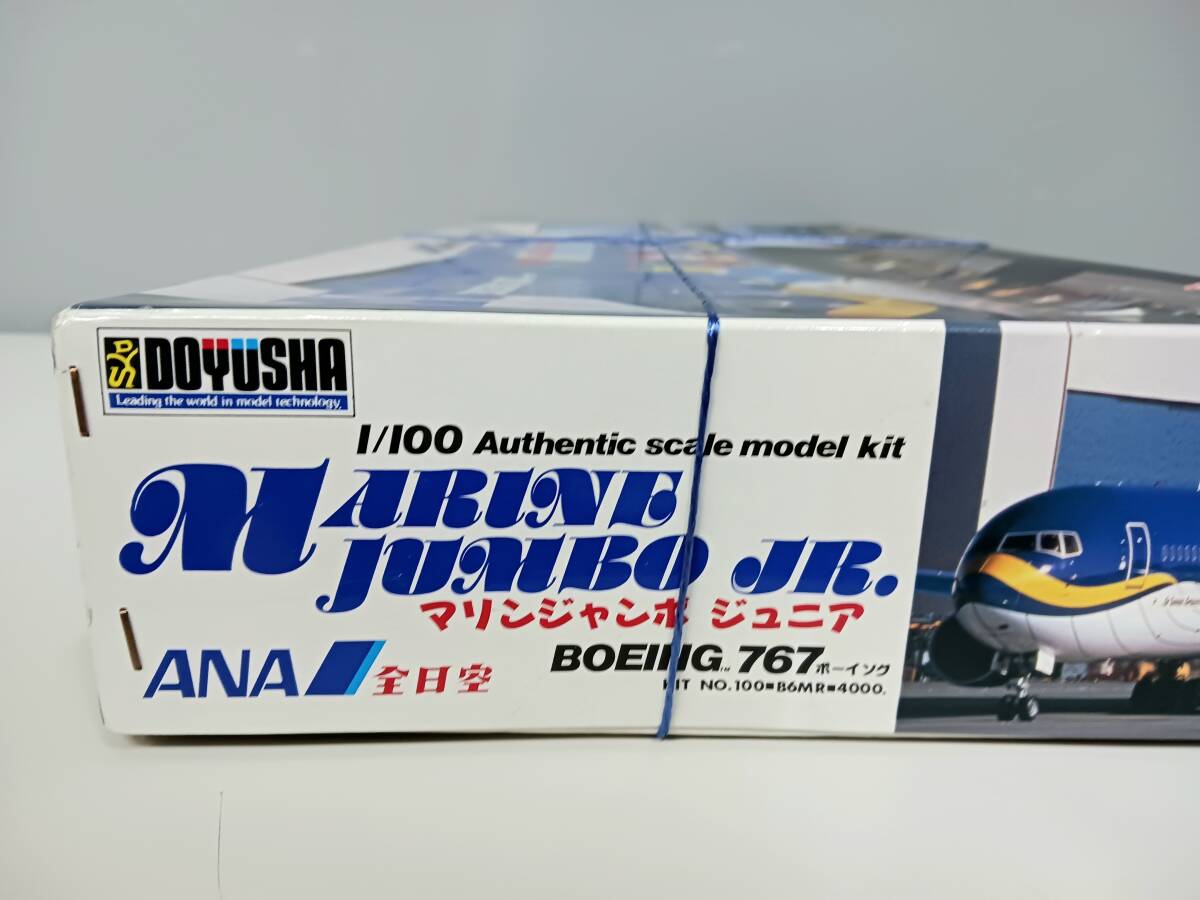 DOYUSHA
Leading the world in model technology.
1/100 Authentic scale model kit
MARINE
JUMBO JR.
マリンジャンボ ジュニア
ANA 全日空
BOEING™ 767 ボーイング
KIT NO.100■B6MR■4000.